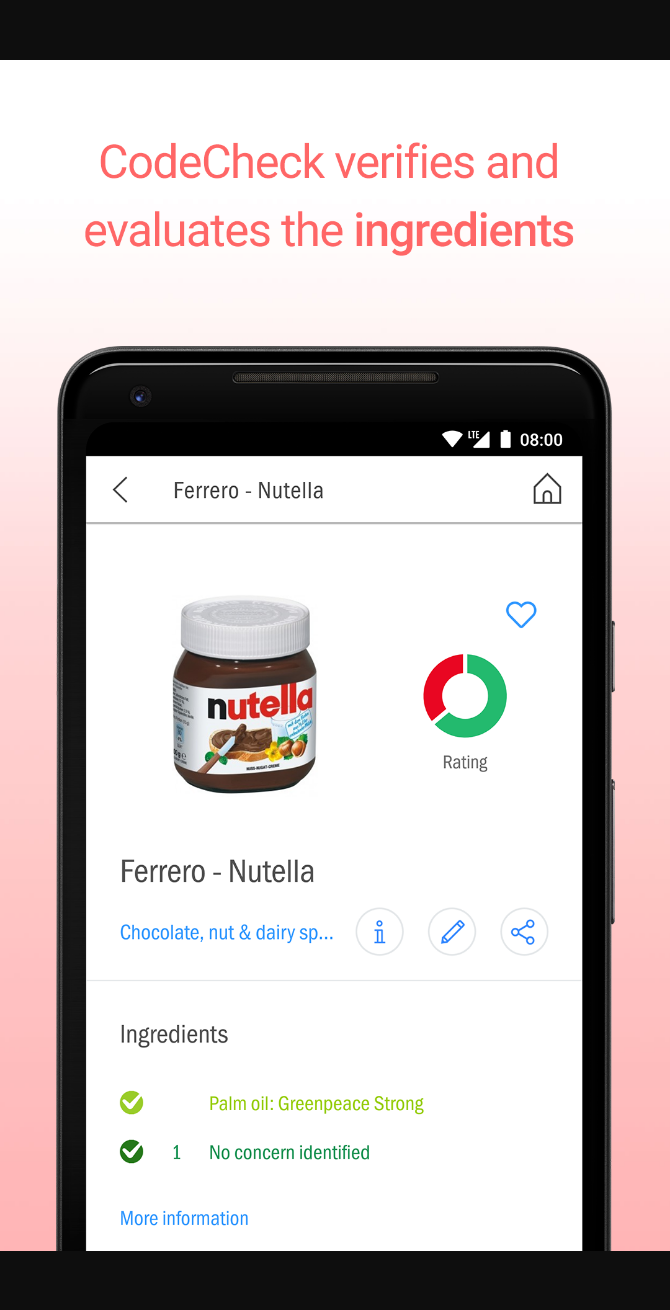 CodeCheck verifies and
evaluates the ingredients
LTE
08:00
Ferrero - Nutella
nutella
Rating
Ferrero - Nutella
Chocolate, nut & dairy sp...
Ingredients
Palm oil: Greenpeace Strong
1 No concern identified
More information